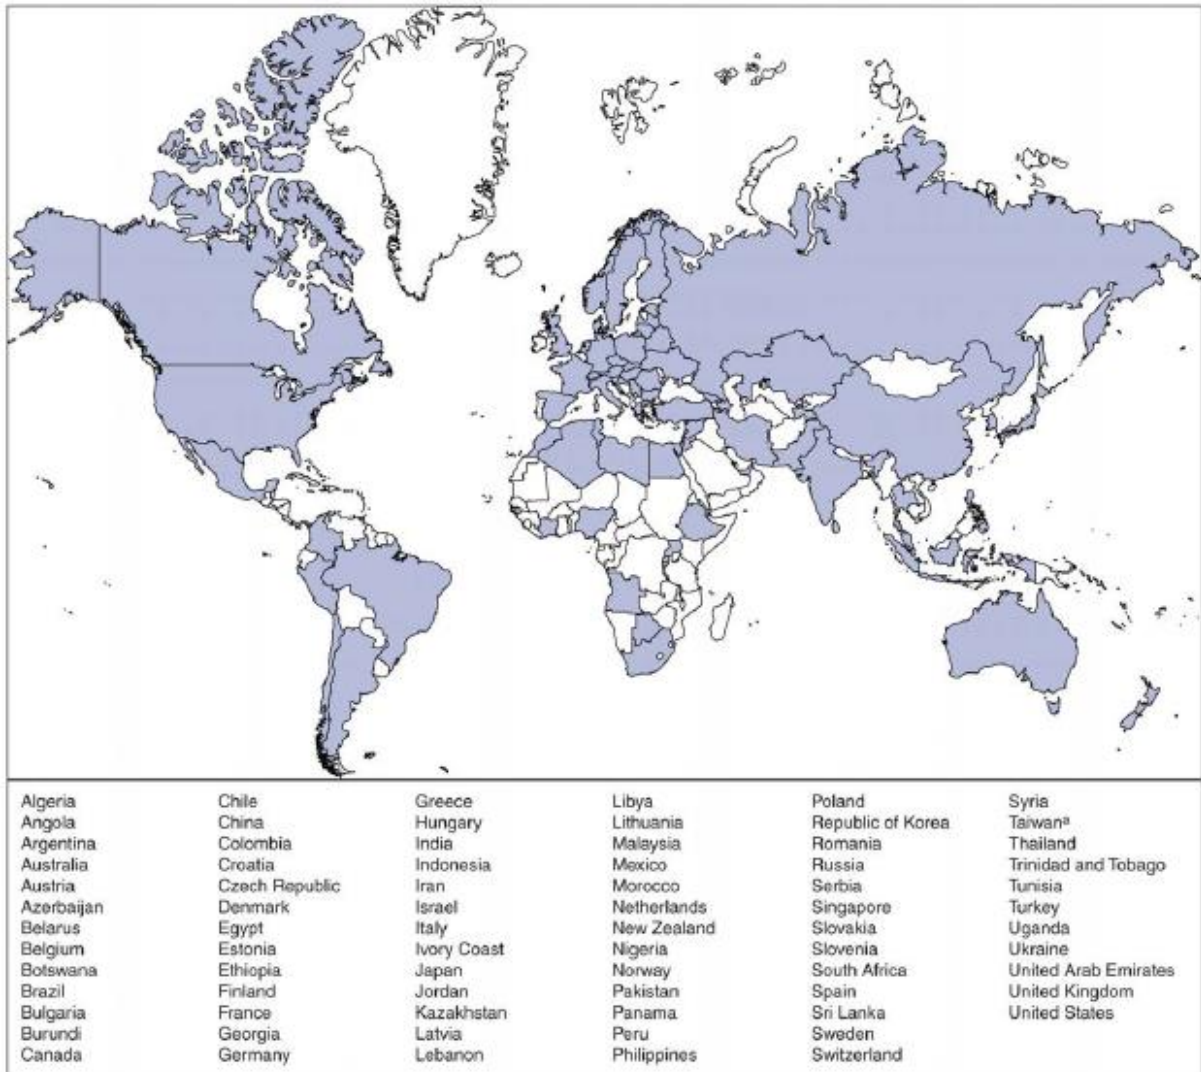 Algeria
Angola
Argentina
Australia
Austria
Azerbaijan
Belarus
Belgium
Botswana
Brazil
Bulgaria
Burundi
Canada
Chile
China
Colombia
Croatia
Czech Republic
Denmark
Egypt
Estonia
Ethiopia
Finland
France
Georgia
Germany
Greece
Hungary
India
Indonesia
Iran
Israel
Italy
Ivory Coast
Japan
Jordan
Kazakhstan
Latvia
Lebanon
Libya
Lithuania
Malaysia
Mexico
Morocco
Netherlands
New Zealand
Nigeria
Norway
Pakistan
Panama
Peru
Philippines
Poland
Republic of Korea
Romania
Russia
Serbia
Singapore
Slovakia
Slovenia
South Africa
Spain
Sri Lanka
Sweden
Switzerland
Syria
Taiwanª
Thailand
Trinidad and Tobago
Tunisia
Turkey
Uganda
Ukraine
United Arab Emirates
United Kingdom
United States